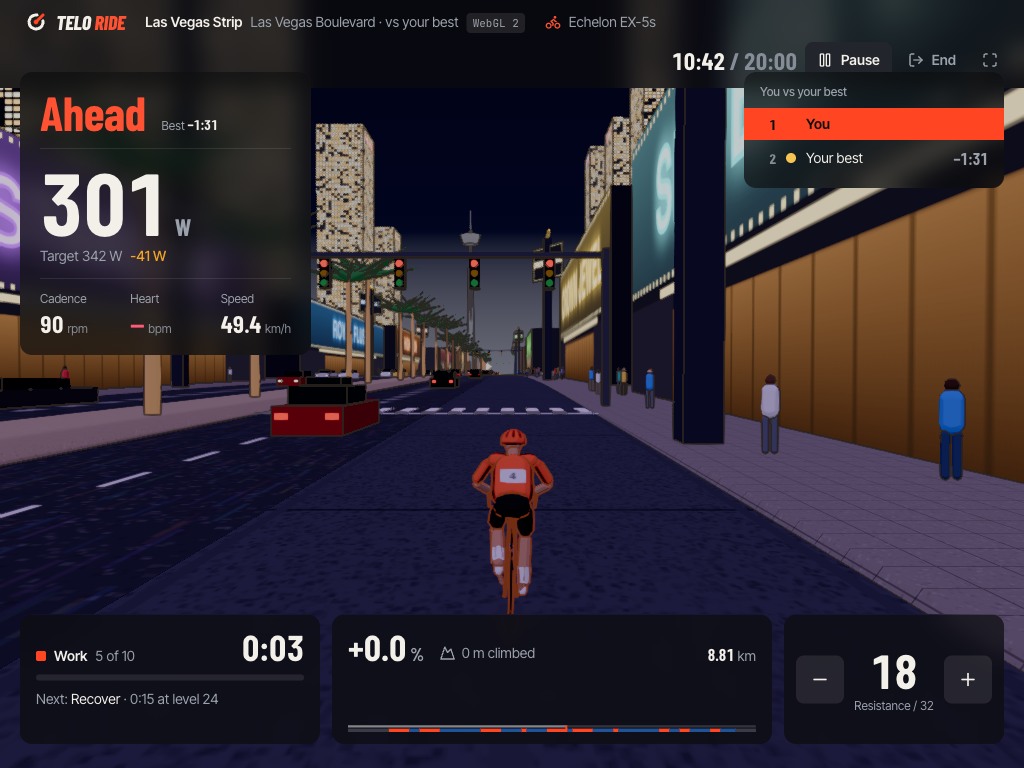 TELO RIDE Las Vegas Strip Las Vegas Boulevard · vs your best WebGL 2 Echelon EX-5s
10:42 / 20:00 Pause End
Ahead Best −1:31
301 W
Target 342 W -41 W
Cadence Heart Speed
90 rpm bpm 49.4 km/h
You vs your best
1 You
2 Your best −1:31
S
S
4
Work 5 of 10 0:03
Next: Recover · 0:15 at level 24
+0.0 % 0 m climbed 8.81 km
− 18 +
Resistance / 32